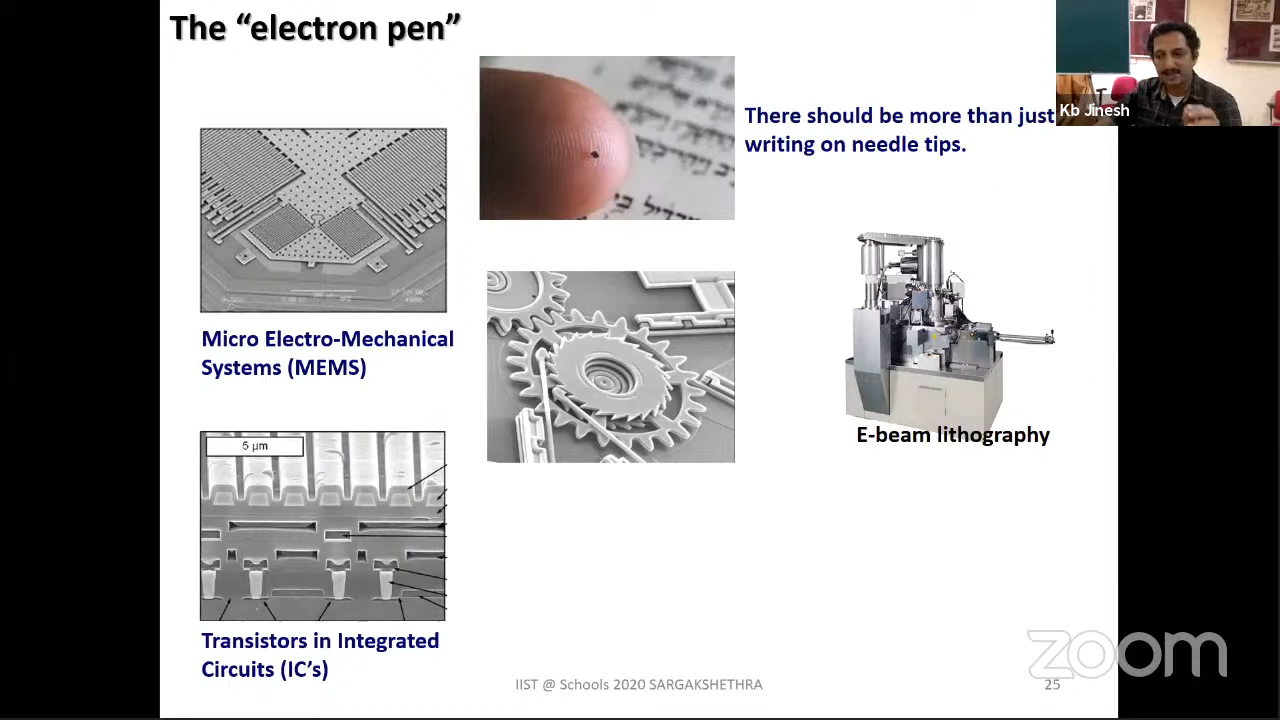 The “electron pen”
Kb Jinesh
There should be more than just
writing on needle tips.
Micro Electro-Mechanical
Systems (MEMS)
E-beam lithography
5 µm
Transistors in Integrated
Circuits (IC’s)
zoom
IIST @ Schools 2020 SARGAKSHETHRA
25